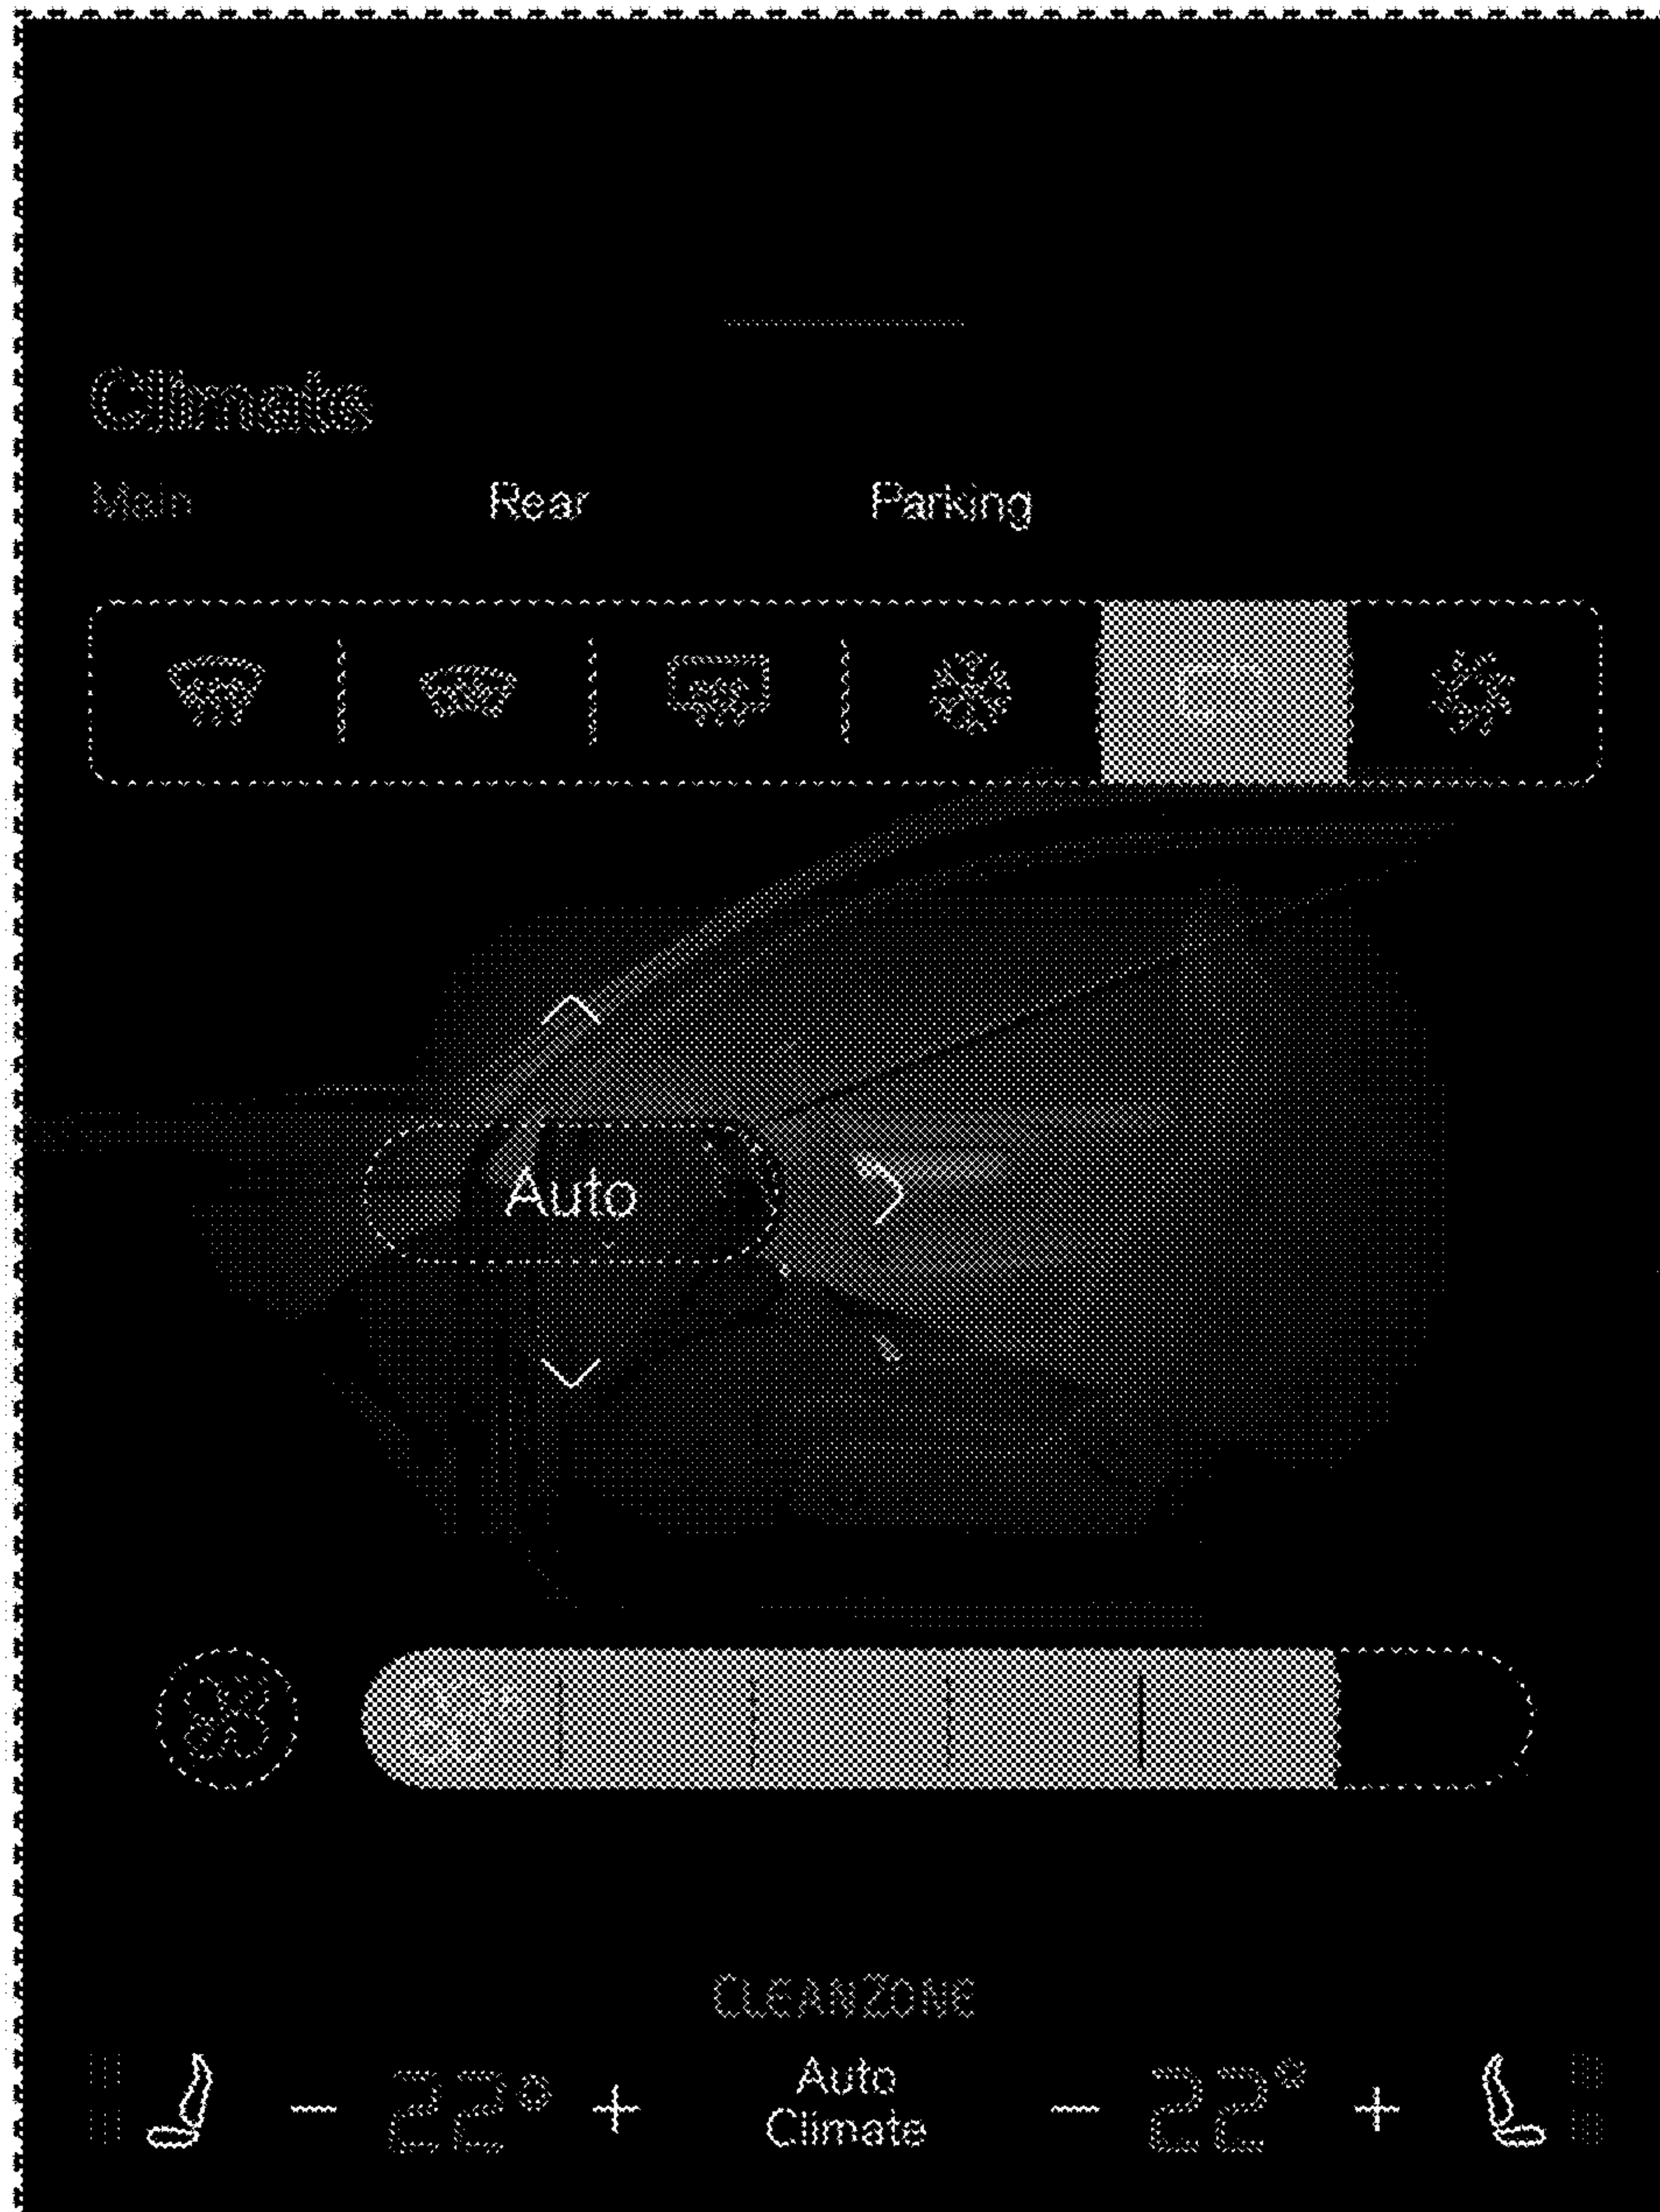 Climate
Main Rear Parking
Auto
CLEANZONE
22° Auto Climate 22°